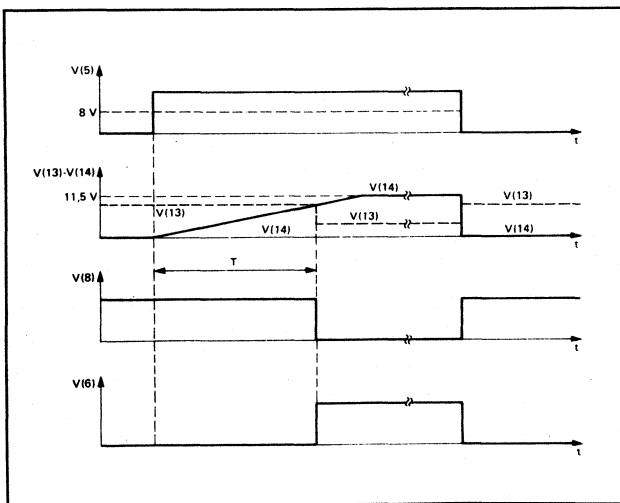 V(5)
8 V
t
V(13)-V(14)
11,5 V
V(14)
V(13)
V(13)
V(13)
V(14)
V(14)
t
T
V(8)
t
V(6)
t